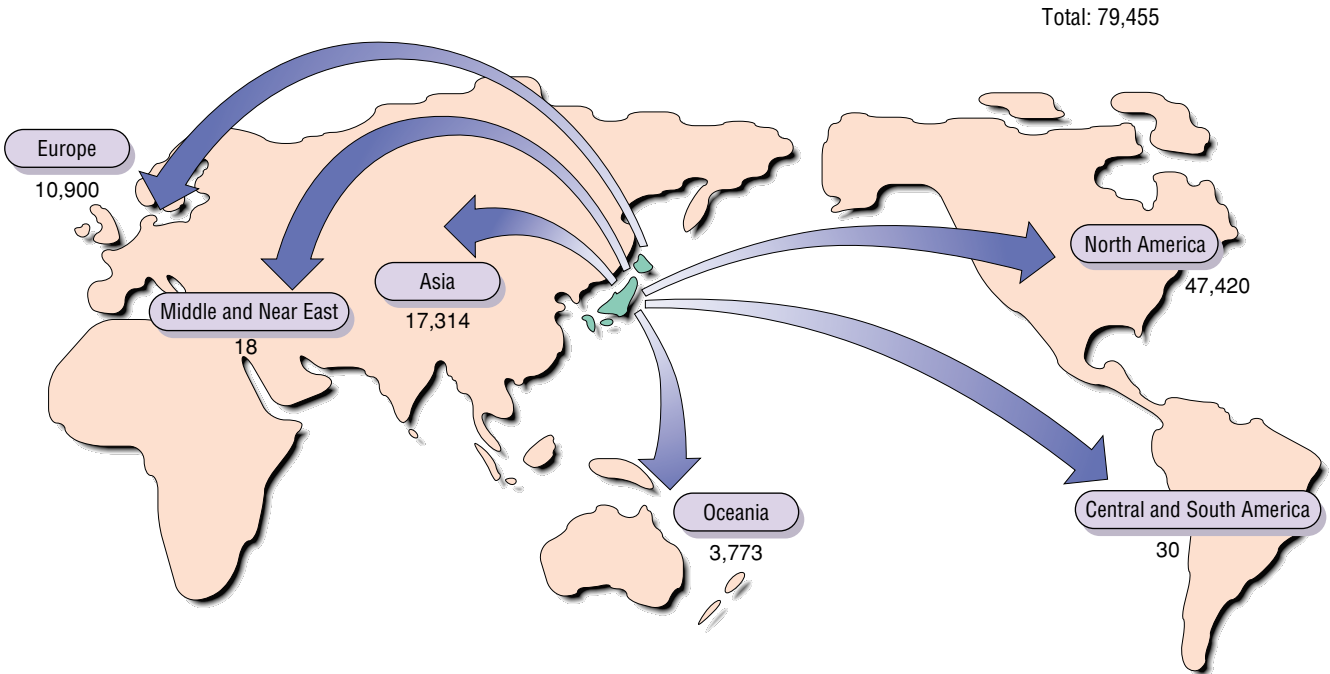 Total: 79,455
Europe
10,900
Middle and Near East
18
Asia
17,314
North America
47,420
Oceania
3,773
Central and South America
30